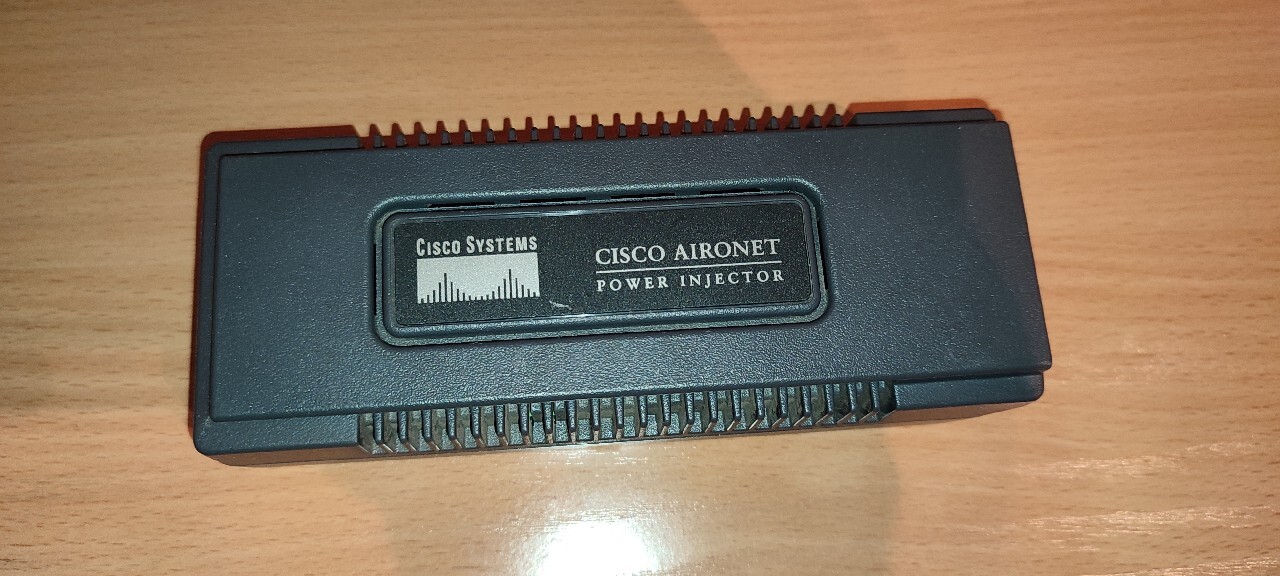 CISCO SYSTEMS
CISCO AIRONET
POWER INJECTOR